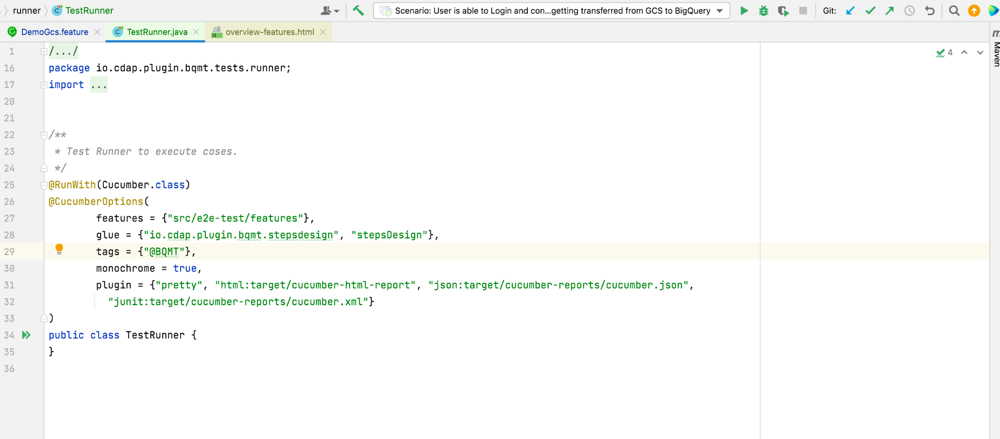 runner TestRunner Scenario: User is able to Login and con...getting transferred from GCS to BigQuery Git:
DemoGcs.feature TestRunner.java overview-features.html
Maven
4
1 /.../
16 package io.cdap.plugin.bqmt.tests.runner;
17 import ...
20
21
22 /**
23 * Test Runner to execute cases.
24 */
25 @RunWith(Cucumber.class)
26 @CucumberOptions(
27 features = {"src/e2e-test/features"},
28 glue = {"io.cdap.plugin.bqmt.stepsdesign", "stepsDesign"},
29 tags = {"@BQMT"},
30 monochrome = true,
31 plugin = {"pretty", "html:target/cucumber-html-report", "json:target/cucumber-reports/cucumber.json",
32 "junit:target/cucumber-reports/cucumber.xml"}
33 )
34 public class TestRunner {
35 }
36